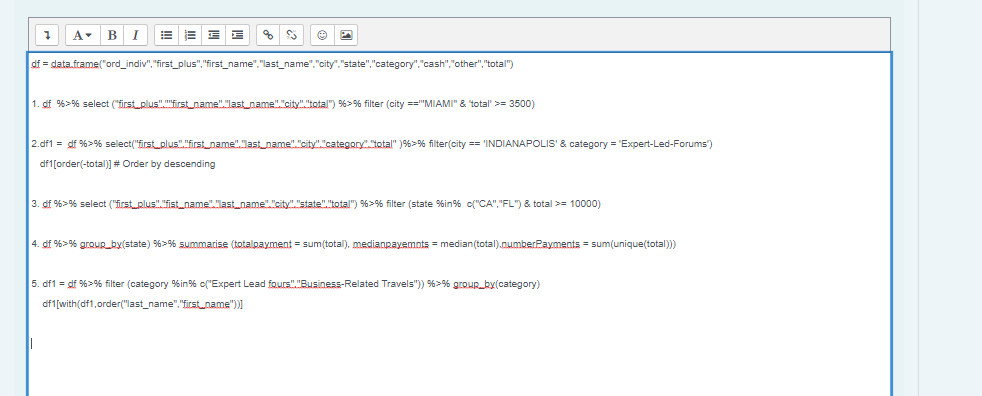 A B I
df = data.frame("ord_indiv","first_plus","first_name","last_name","city","state","category","cash","other","total")
1. df %>% select ("first_plus",""first_name","last_name","city","total") %>% filter (city =="MIAMI" & 'total' >= 3500)
2.df1 = df %>% select("first_plus","first_name","last_name","city","category","total" )%>% filter(city == 'INDIANAPOLIS' & category = 'Expert-Led-Forums')
df1[order(-total)] # Order by descending
3. df %>% select ("first_plus","fist_name","last_name","city","state","total") %>% filter (state %in% c("CA","FL") & total >= 10000)
4. df %>% group_by(state) %>% summarise (totalpayment = sum(total), medianpayemnts = median(total),numberPayments = sum(unique(total)))
5. df1 = df %>% filter (category %in% c("Expert Lead fours","Business-Related Travels")) %>% group_by(category)
df1[with(df1,order("last_name","first_name"))]